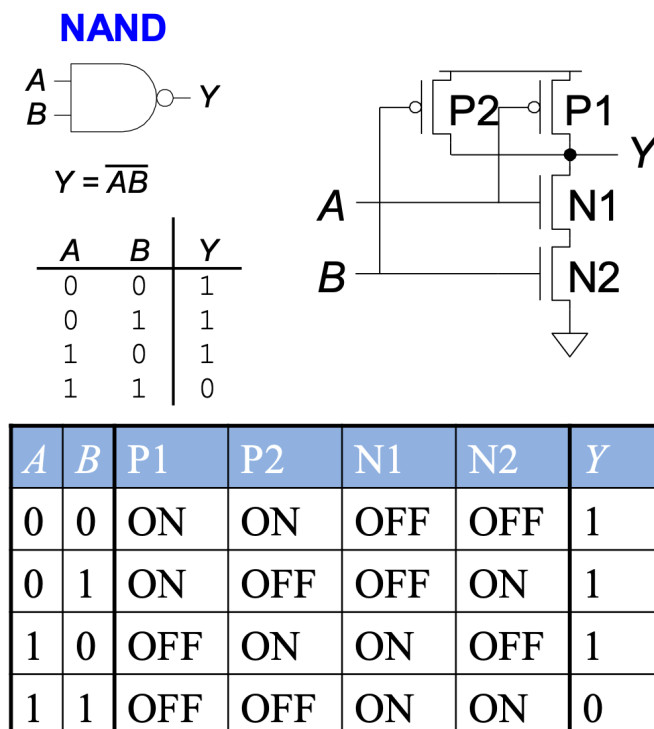 NAND
A
B
Y
Y = \overline{AB}
A B Y
0 0 1
0 1 1
1 0 1
1 1 0
P2 P1
Y
A
N1
B
N2
A B P1 P2 N1 N2 Y
0 0 ON ON OFF OFF 1
0 1 ON OFF OFF ON 1
1 0 OFF ON ON OFF 1
1 1 OFF OFF ON ON 0